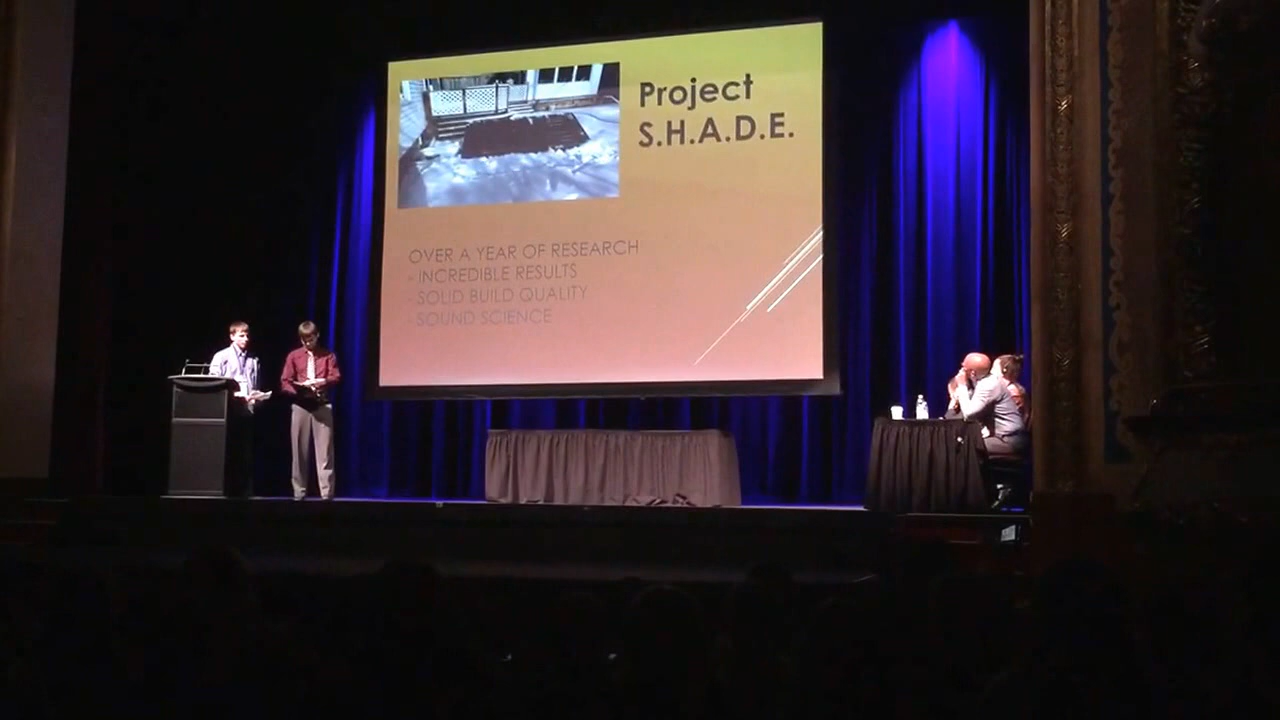 Project
S.H.A.D.E.
OVER A YEAR OF RESEARCH
- INCREDIBLE RESULTS
- SOLID BUILD QUALITY
- SOUND SCIENCE